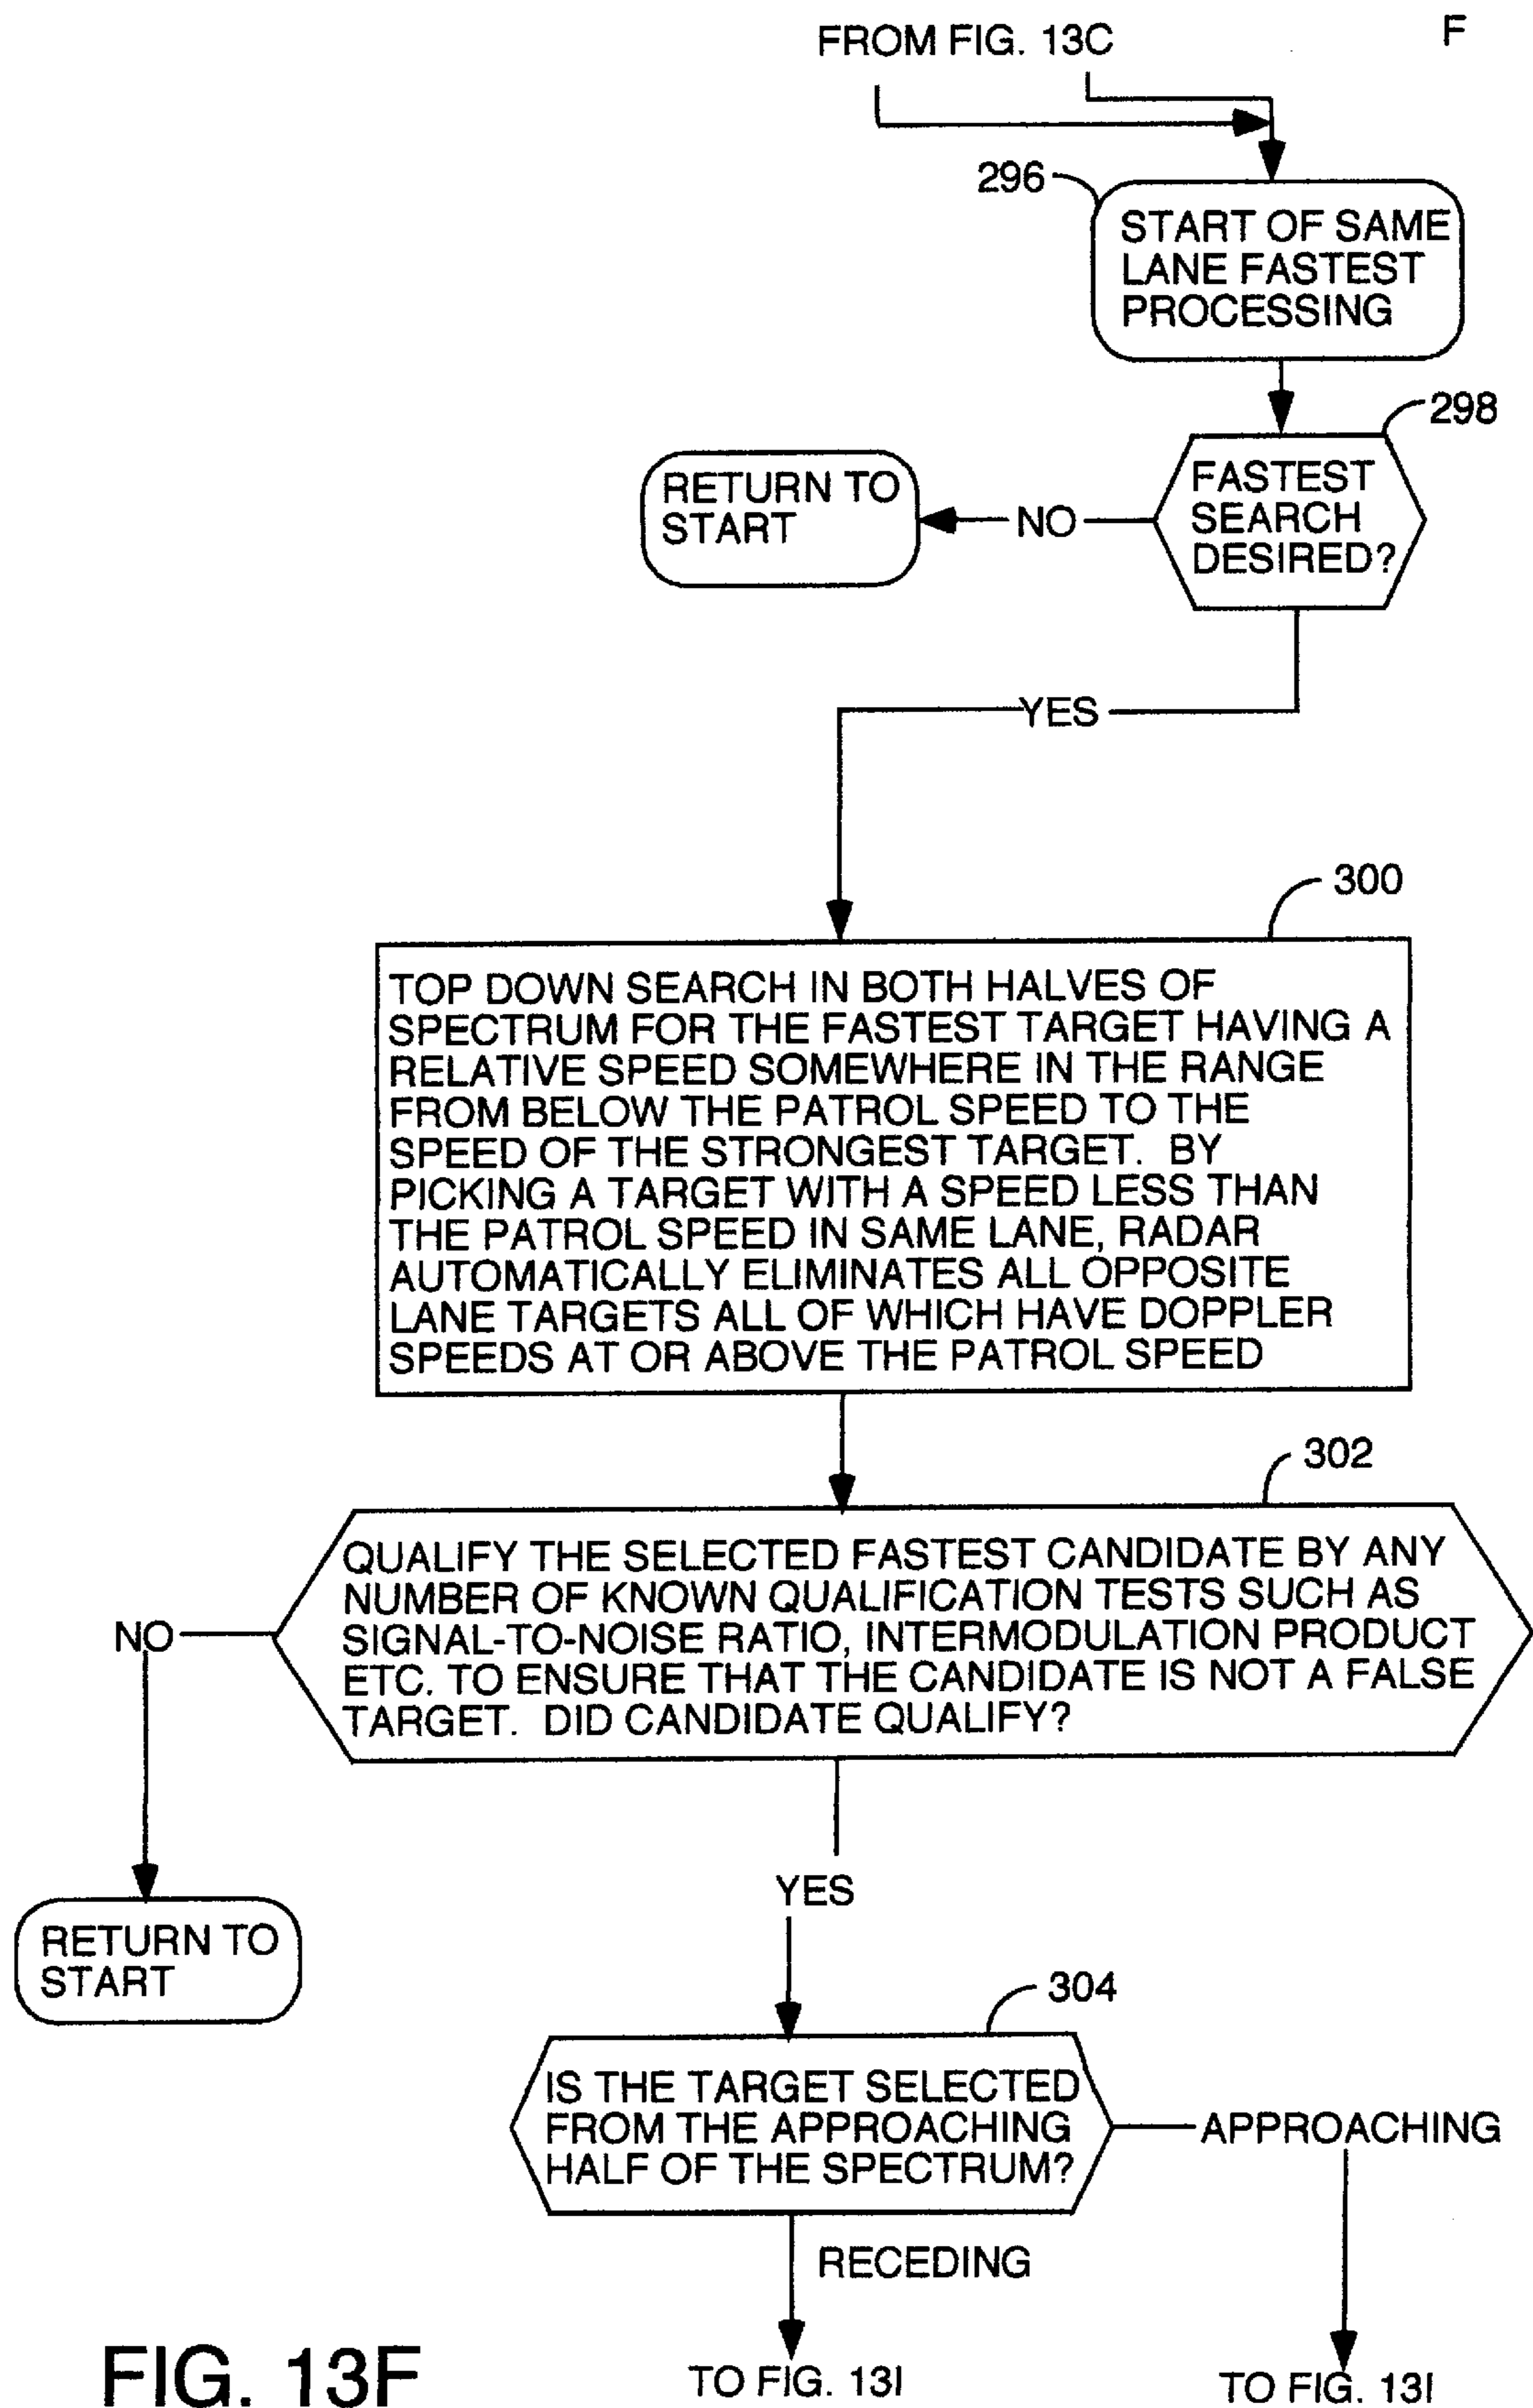 FROM FIG. 13C
F
296
START OF SAME
LANE FASTEST
PROCESSING
298
FASTEST
SEARCH
DESIRED?
NO
RETURN TO
START
YES
300
TOP DOWN SEARCH IN BOTH HALVES OF
SPECTRUM FOR THE FASTEST TARGET HAVING A
RELATIVE SPEED SOMEWHERE IN THE RANGE
FROM BELOW THE PATROL SPEED TO THE
SPEED OF THE STRONGEST TARGET. BY
PICKING A TARGET WITH A SPEED LESS THAN
THE PATROL SPEED IN SAME LANE, RADAR
AUTOMATICALLY ELIMINATES ALL OPPOSITE
LANE TARGETS ALL OF WHICH HAVE DOPPLER
SPEEDS AT OR ABOVE THE PATROL SPEED
302
QUALIFY THE SELECTED FASTEST CANDIDATE BY ANY
NUMBER OF KNOWN QUALIFICATION TESTS SUCH AS
SIGNAL-TO-NOISE RATIO, INTERMODULATION PRODUCT
ETC. TO ENSURE THAT THE CANDIDATE IS NOT A FALSE
TARGET. DID CANDIDATE QUALIFY?
NO
RETURN TO
START
YES
304
IS THE TARGET SELECTED
FROM THE APPROACHING
HALF OF THE SPECTRUM?
APPROACHING
RECEDING
TO FIG. 13I
TO FIG. 13I
FIG. 13F